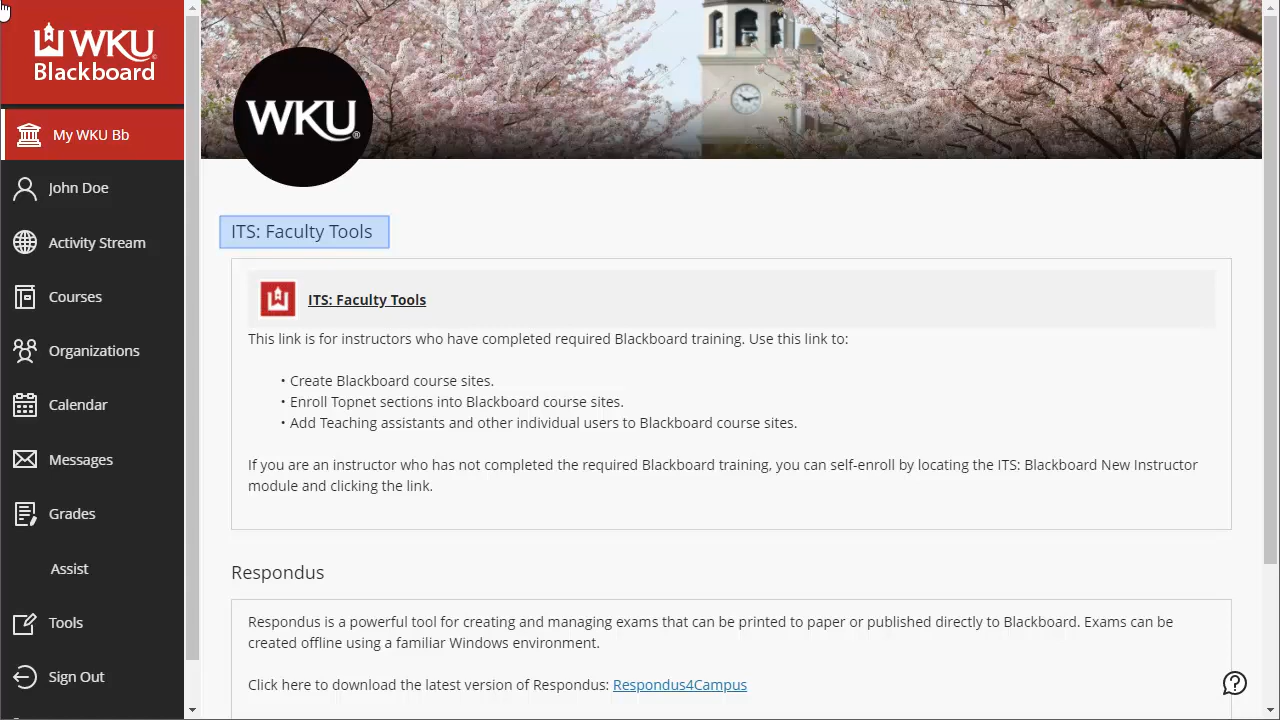 WKU
Blackboard
My WKU Bb
John Doe
Activity Stream
Courses
Organizations
Calendar
Messages
Grades
Assist
Tools
Sign Out
WKU®
ITS: Faculty Tools
ITS: Faculty Tools
This link is for instructors who have completed required Blackboard training. Use this link to:
• Create Blackboard course sites.
• Enroll Topnet sections into Blackboard course sites.
• Add Teaching assistants and other individual users to Blackboard course sites.
If you are an instructor who has not completed the required Blackboard training, you can self-enroll by locating the ITS: Blackboard New Instructor
module and clicking the link.
Respondus
Respondus is a powerful tool for creating and managing exams that can be printed to paper or published directly to Blackboard. Exams can be
created offline using a familiar Windows environment.
Click here to download the latest version of Respondus: Respondus4Campus